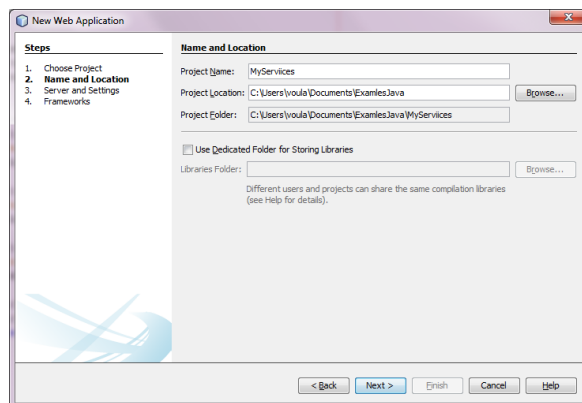 New Web Application
Steps
1. Choose Project
2. Name and Location
3. Server and Settings
4. Frameworks
Name and Location
Project Name: MyServiices
Project Location: C:\Users\voula\Documents\ExamlesJava Browse...
Project Folder: C:\Users\voula\Documents\ExamlesJava\MyServiices
Use Dedicated Folder for Storing Libraries
Libraries Folder: Browse...
Different users and projects can share the same compilation libraries
(see Help for details).
< Back Next > Finish Cancel Help